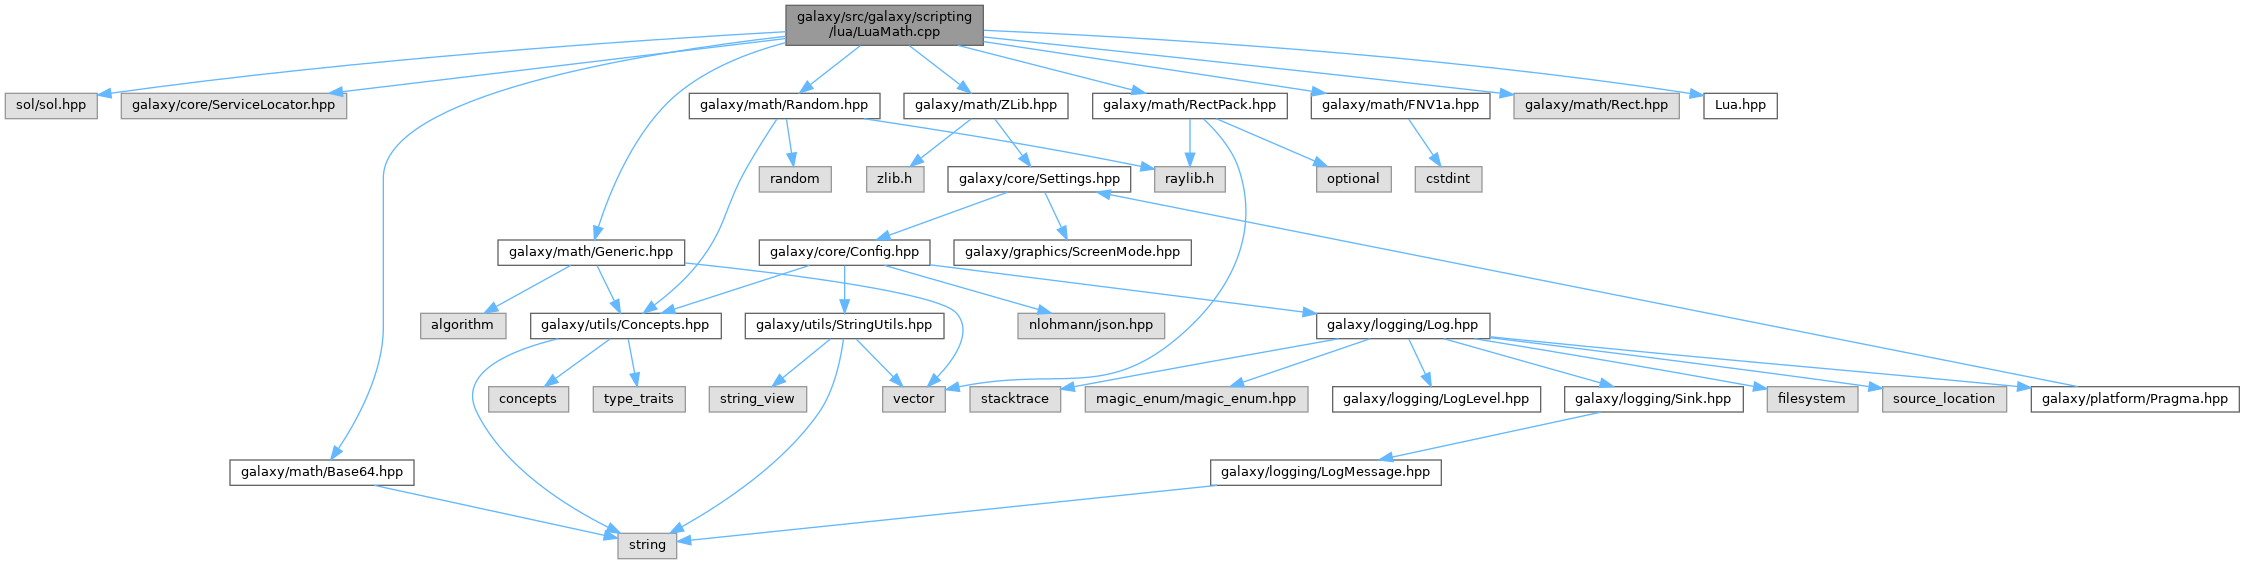 galaxy/src/galaxy/scripting
/lua/LuaMath.cpp
sol/sol.hpp
galaxy/core/ServiceLocator.hpp
galaxy/math/Random.hpp
galaxy/math/ZLib.hpp
galaxy/math/RectPack.hpp
galaxy/math/FNV1a.hpp
galaxy/math/Rect.hpp
Lua.hpp
random
zlib.h
galaxy/core/Settings.hpp
raylib.h
optional
cstdint
galaxy/math/Generic.hpp
galaxy/core/Config.hpp
galaxy/graphics/ScreenMode.hpp
algorithm
galaxy/utils/Concepts.hpp
galaxy/utils/StringUtils.hpp
nlohmann/json.hpp
galaxy/logging/Log.hpp
concepts
type_traits
string_view
vector
stacktrace
magic_enum/magic_enum.hpp
galaxy/logging/LogLevel.hpp
galaxy/logging/Sink.hpp
filesystem
source_location
galaxy/platform/Pragma.hpp
galaxy/math/Base64.hpp
galaxy/logging/LogMessage.hpp
string